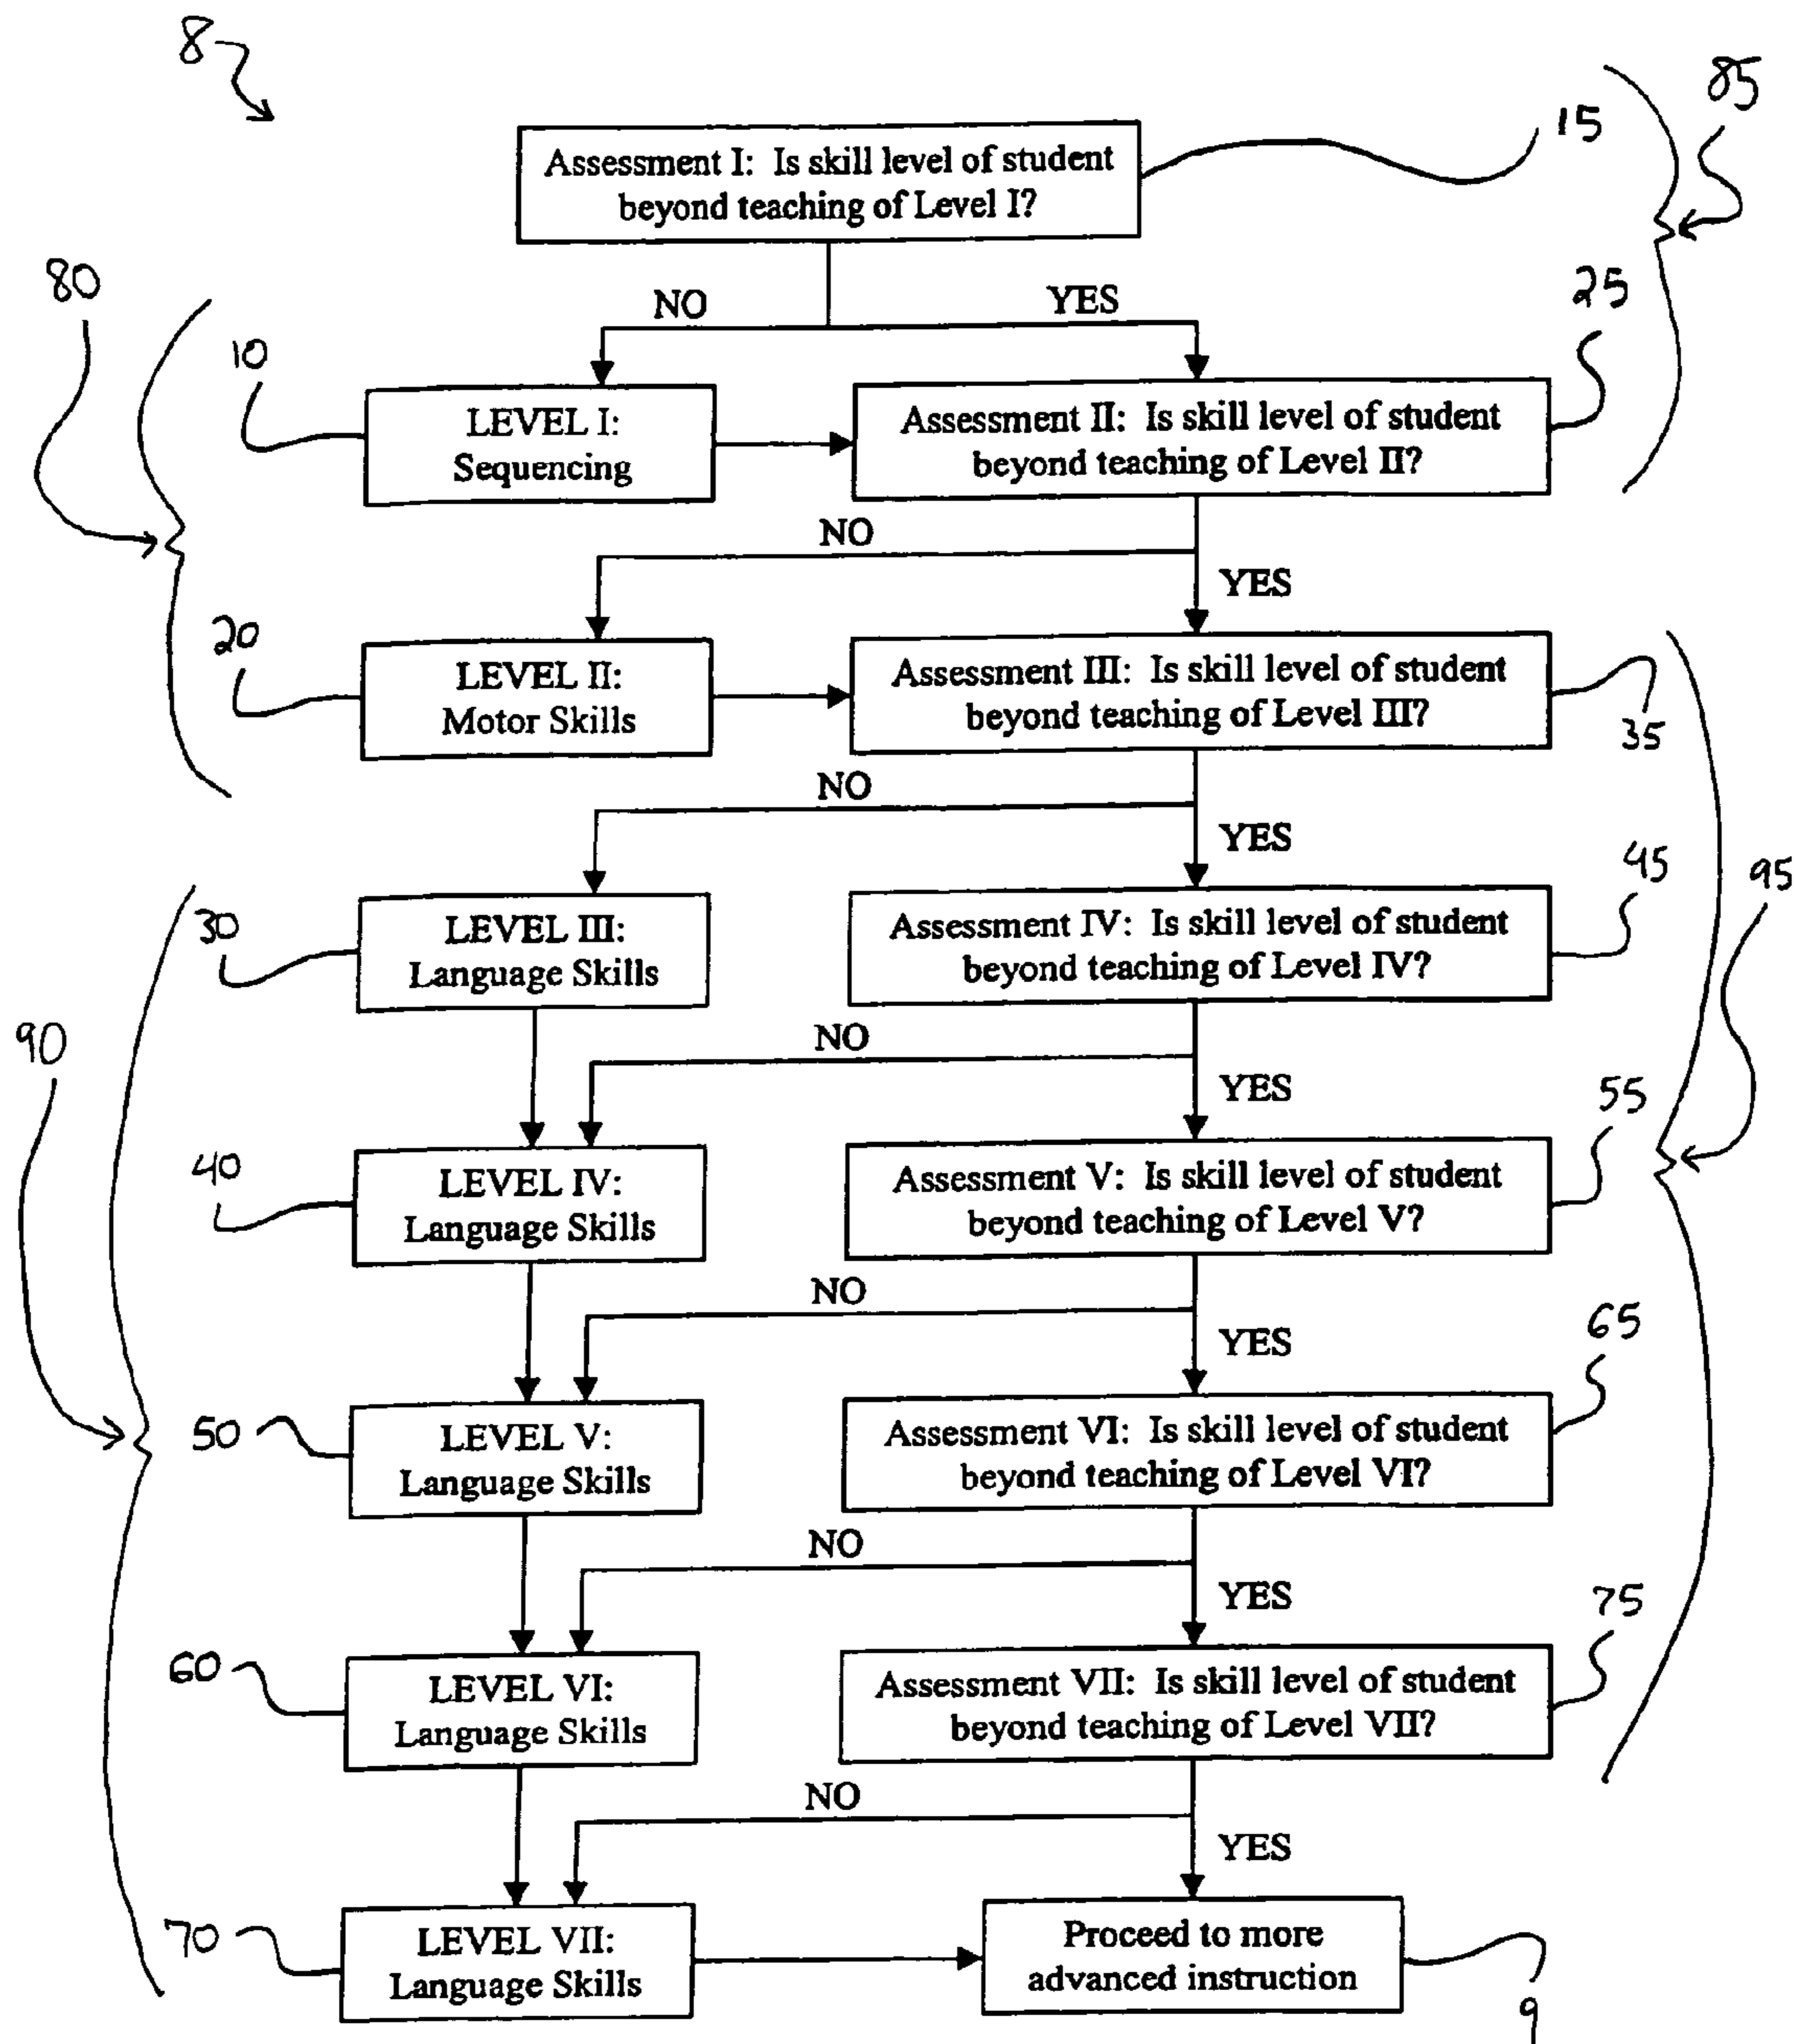 8
85
Assessment I: Is skill level of student
beyond teaching of Level I?
15
80
NO
YES
25
10
LEVEL I:
Sequencing
Assessment II: Is skill level of student
beyond teaching of Level II?
NO
YES
20
LEVEL II:
Motor Skills
Assessment III: Is skill level of student
beyond teaching of Level III?
35
NO
YES
45
95
30
LEVEL III:
Language Skills
Assessment IV: Is skill level of student
beyond teaching of Level IV?
90
NO
YES
55
40
LEVEL IV:
Language Skills
Assessment V: Is skill level of student
beyond teaching of Level V?
NO
YES
65
50
LEVEL V:
Language Skills
Assessment VI: Is skill level of student
beyond teaching of Level VI?
NO
YES
75
60
LEVEL VI:
Language Skills
Assessment VII: Is skill level of student
beyond teaching of Level VII?
NO
YES
70
LEVEL VII:
Language Skills
Proceed to more
advanced instruction
9